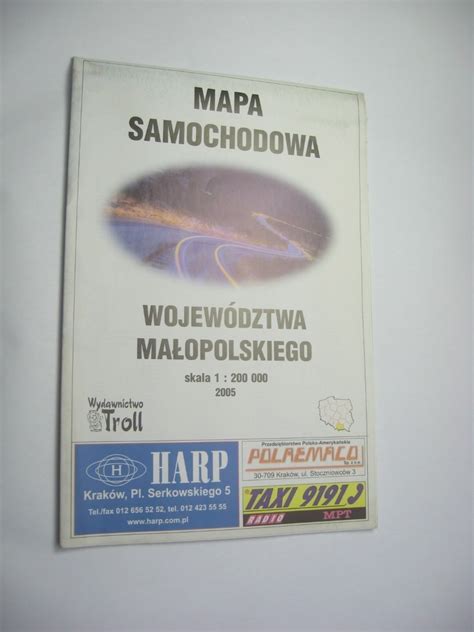 MAPA
SAMOCHODOWA
WOJEWÓDZTWA
MAŁOPOLSKIEGO
skala 1 : 200 000
2005
Wydawnictwo
Troll
H
HARP
Kraków, Pl. Serkowskiego 5
Tel./fax 012 656 52 52, tel. 012 423 55 55
www.harp.com.pl
Przedsiębiorstwo Polsko-Amerykańskie
POLREMACO
Sp. z o.o.
30-709 Kraków, ul. Stoczniowców 3
TAXI 9191
RADIO
MPT